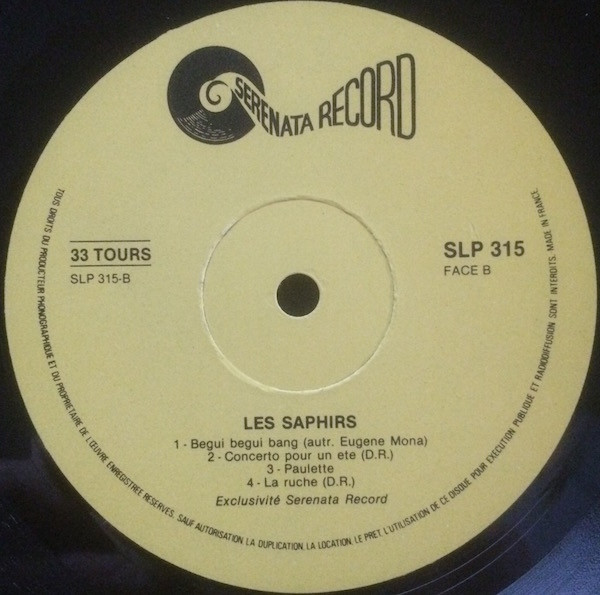 SERENATA RECORD
33 TOURS
SLP 315-B
SLP 315
FACE B
LES SAPHIRS
1 - Begui begui bang (autr. Eugene Mona)
2 - Concerto pour un ete (D.R.)
3 - Paulette
4 - La ruche (D.R.)
Exclusivité Serenata Record
TOUS DROITS DU PRODUCTEUR PHONOGRAPHIQUE ET DU PROPRIETAIRE DE L'ŒUVRE ENREGISTREE RESERVES. SAUF AUTORISATION, LA DUPLICATION, LA LOCATION, LE PRET, L'UTILISATION DE CE DISQUE POUR EXECUTION PUBLIQUE ET RADIODIFFUSION SONT INTERDITS. MADE IN FRANCE.